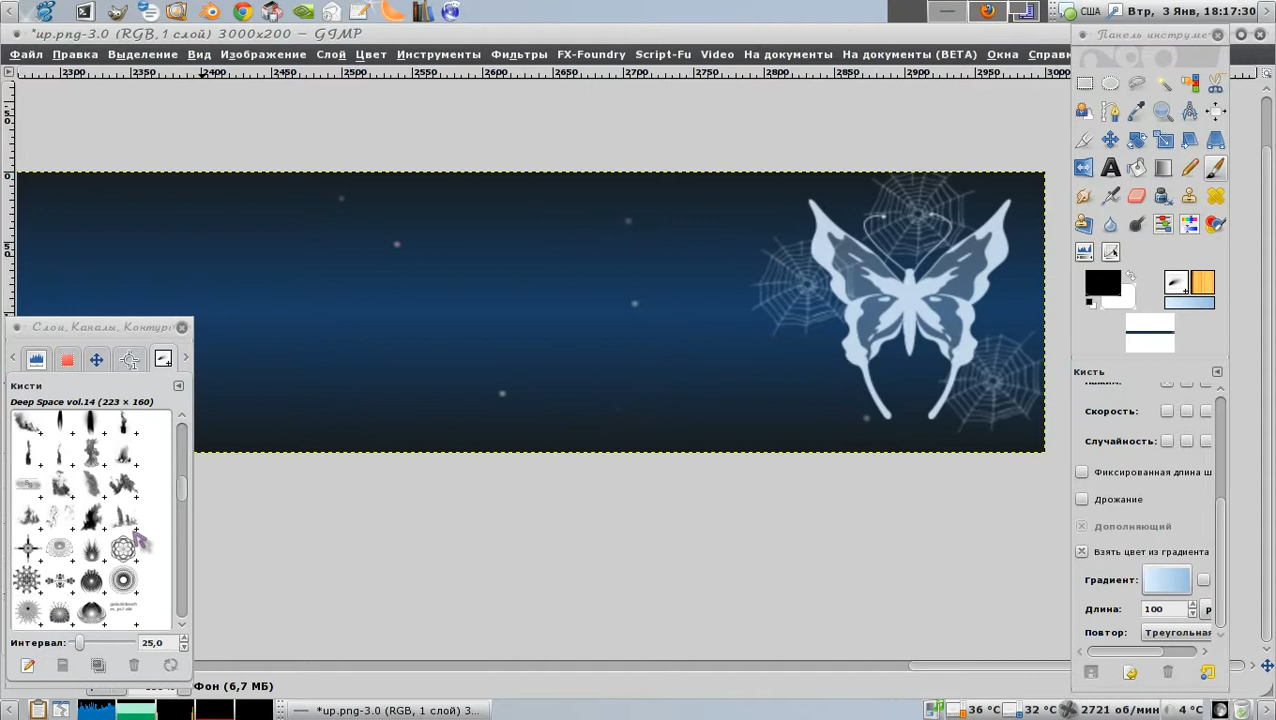 США
Втр, 3 Янв, 18:17:30
*up.png-3.0 (RGB, 1 слой) 3000x200 – GIMP
Панель инструме
Файл Правка Выделение Вид Изображение Слой Цвет Инструменты Фильтры FX-Foundry Script-Fu Video На документы На документы (BETA) Окна Справк
2300 2350 2400 2450 2500 2550 2600 2650 2700 2750 2800 2850 2900 2950 3000
Слои, Каналы, Контур
Кисти
Deep Space vol.14 (223 × 160)
Интервал: 25,0
Кисть
Скорость:
Случайность:
Фиксированная длина ш
Дрожание
Дополняющий
Взять цвет из градиента
Градиент:
Длина: 100
Повтор: Треугольная
Фон (6,7 МБ)
*up.png-3.0 (RGB, 1 слой) 3...
36 °C
32 °C
2721 об/мин
4 °C